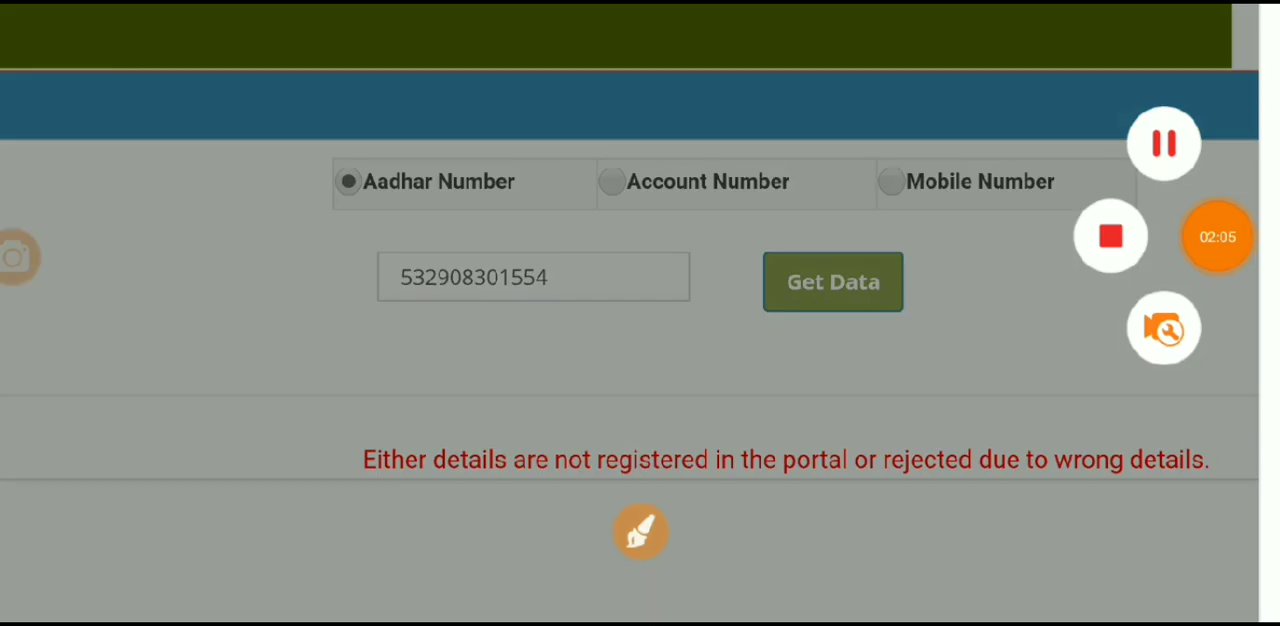 Aadhar Number Account Number Mobile Number
02:05
532908301554 Get Data
Either details are not registered in the portal or rejected due to wrong details.